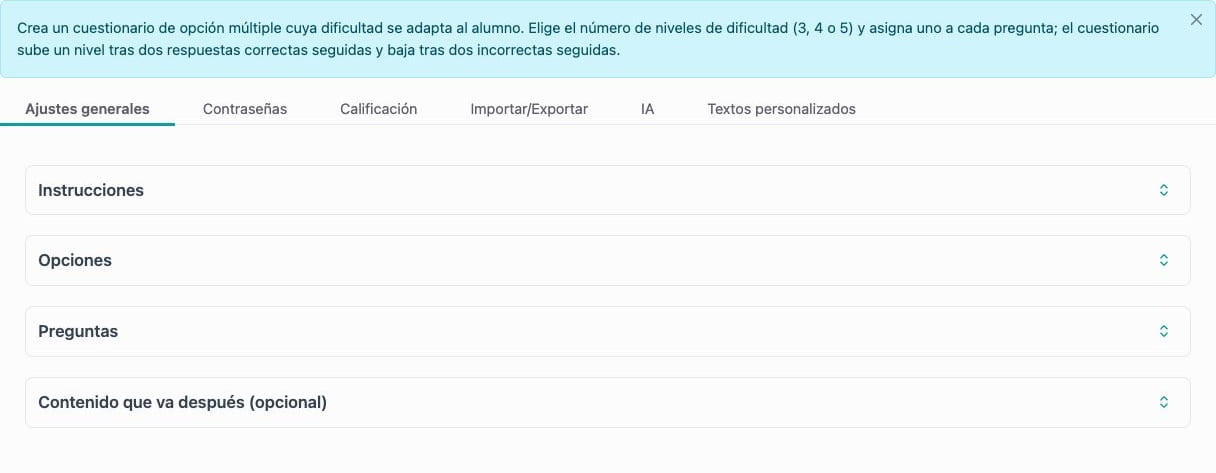 Crea un cuestionario de opción múltiple cuya dificultad se adapta al alumno. Elige el número de niveles de dificultad (3, 4 o 5) y asigna uno a cada pregunta; el cuestionario
sube un nivel tras dos respuestas correctas seguidas y baja tras dos incorrectas seguidas.
Ajustes generales Contraseñas Calificación Importar/Exportar IA Textos personalizados
Instrucciones
Opciones
Preguntas
Contenido que va después (opcional)